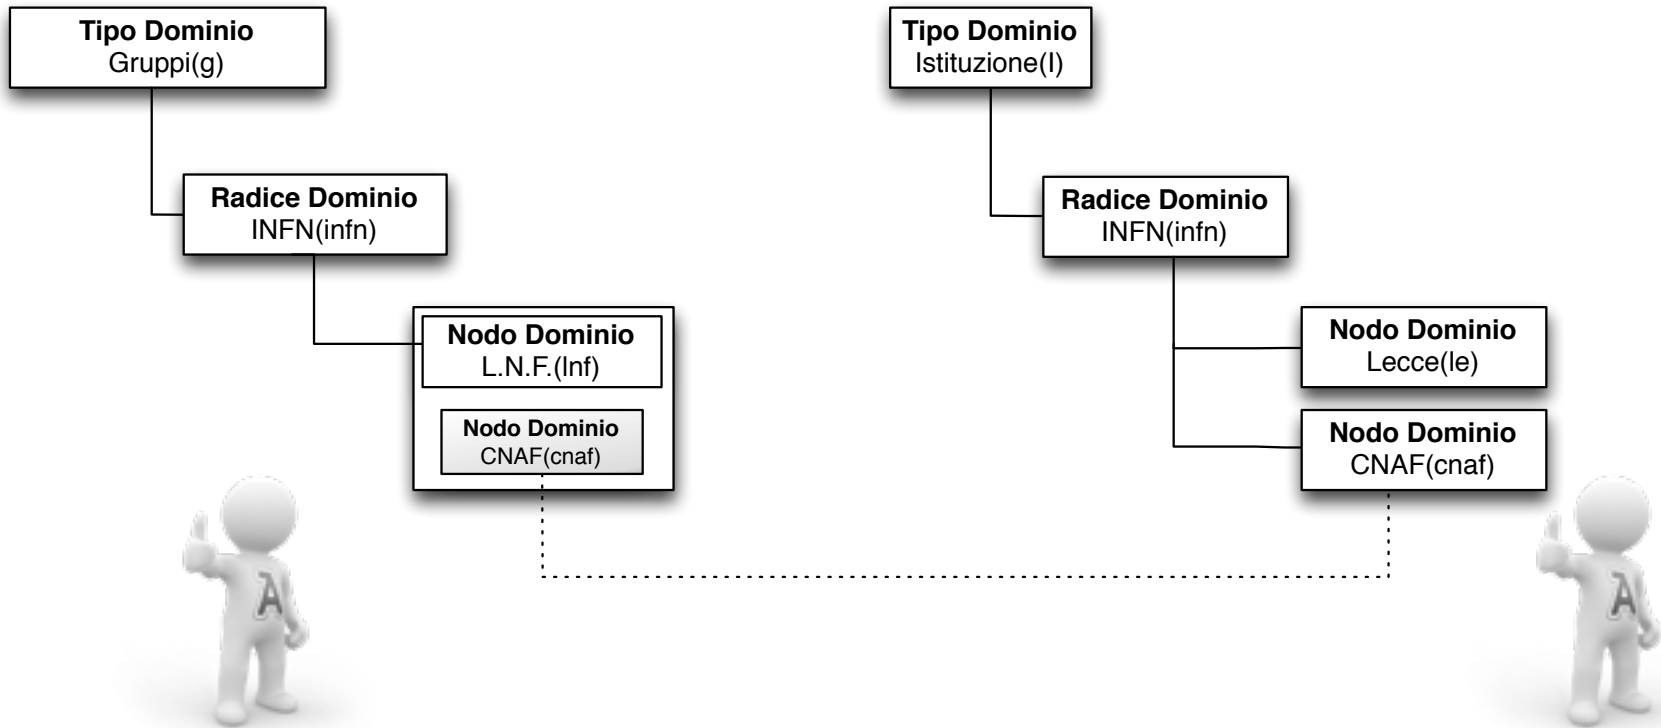 Tipo Dominio
Gruppi(g)
Radice Dominio
INFN(infn)
Nodo Dominio
L.N.F.(lnf)
Nodo Dominio
CNAF(cnaf)
A
Tipo Dominio
Istituzione(I)
Radice Dominio
INFN(infn)
Nodo Dominio
Lecce(le)
Nodo Dominio
CNAF(cnaf)
A